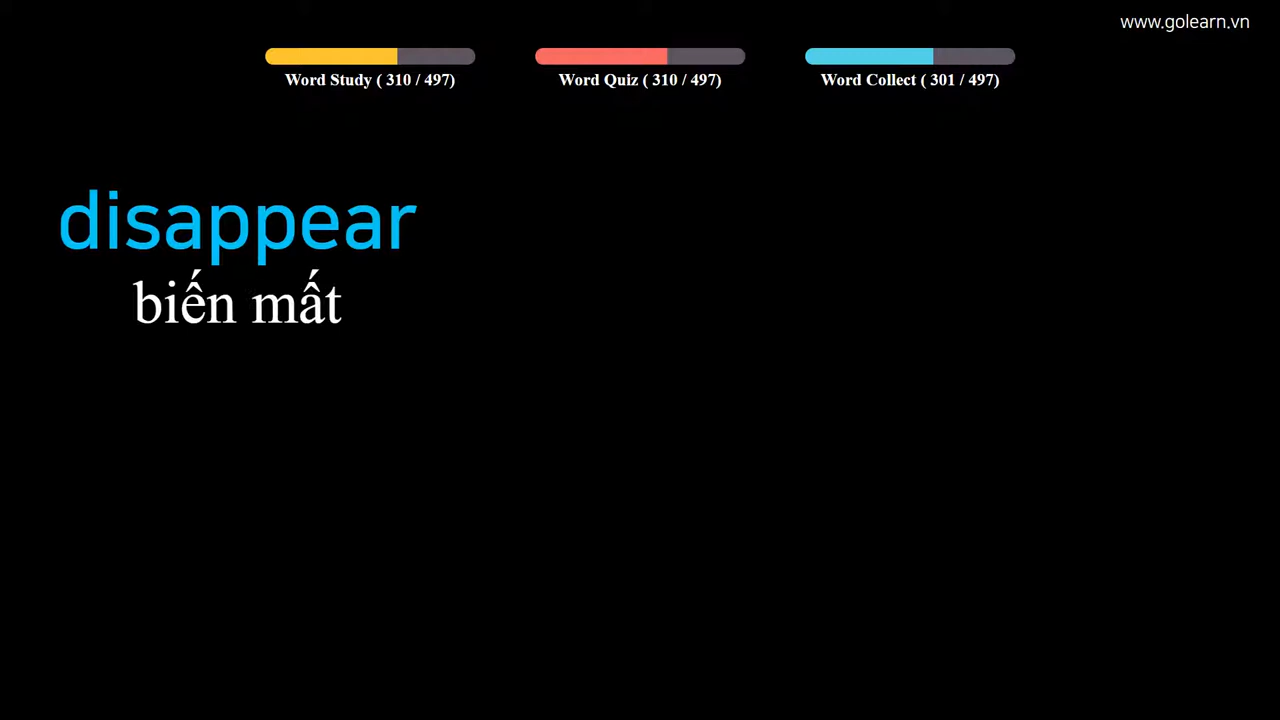 www.golearn.vn
Word Study ( 310 / 497)
Word Quiz ( 310 / 497)
Word Collect ( 301 / 497)
disappear
biến mất